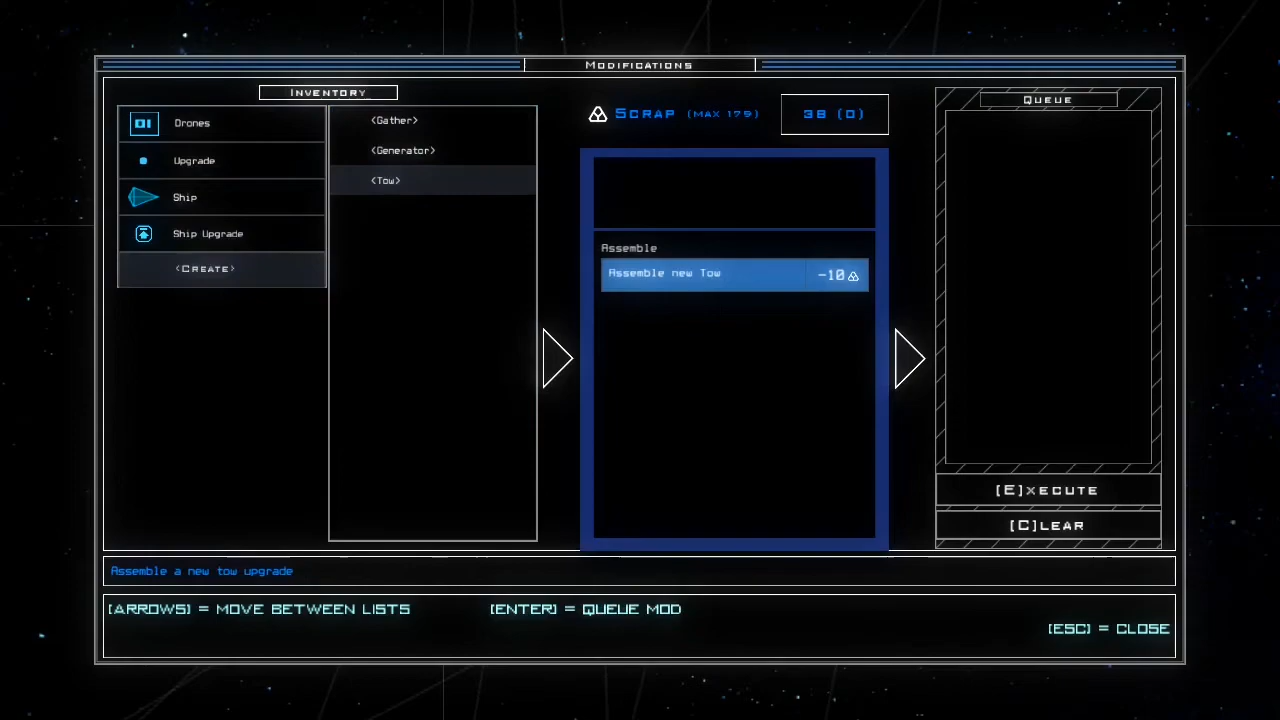 MODIFICATIONS
INVENTORY
Drones
Upgrade
Ship
Ship Upgrade
<CREATE>
<Gather>
<Generator>
<Tow>
SCRAP (MAX 179)
38 (0)
Assemble
Assemble new Tow -10
QUEUE
[E]XECUTE
[C]LEAR
Assemble a new tow upgrade
[ARROWS] = MOVE BETWEEN LISTS [ENTER] = QUEUE MOD
[ESC] = CLOSE